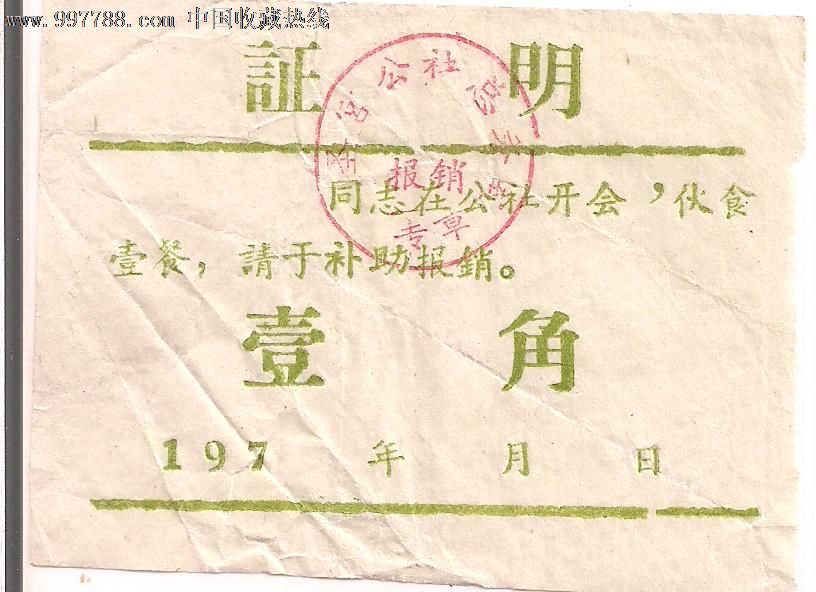 www.997788.com 中国收藏热线
証明
同志在公社开会，伙食
壹餐，請于补助报銷。
壹角
197 年 月 日
公社
报销
专章